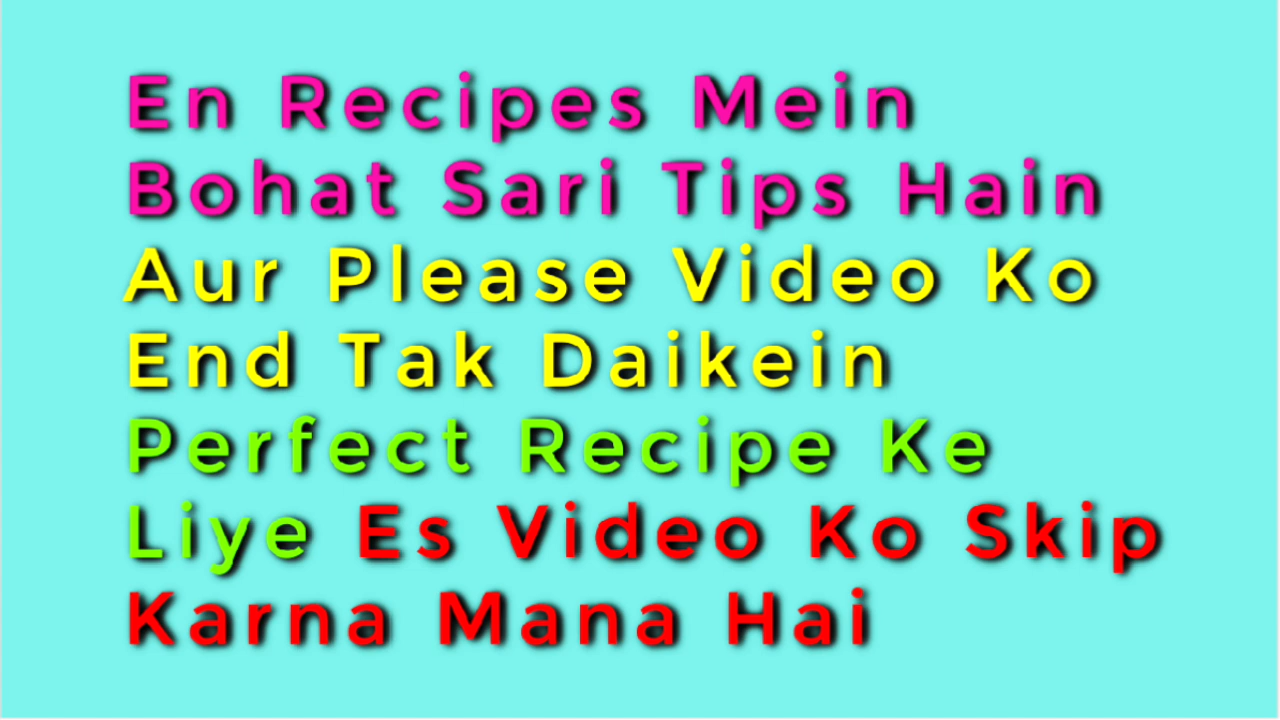 En Recipes Mein
Bohat Sari Tips Hain
Aur Please Video Ko
End Tak Daikein
Perfect Recipe Ke
Liye Es Video Ko Skip
Karna Mana Hai